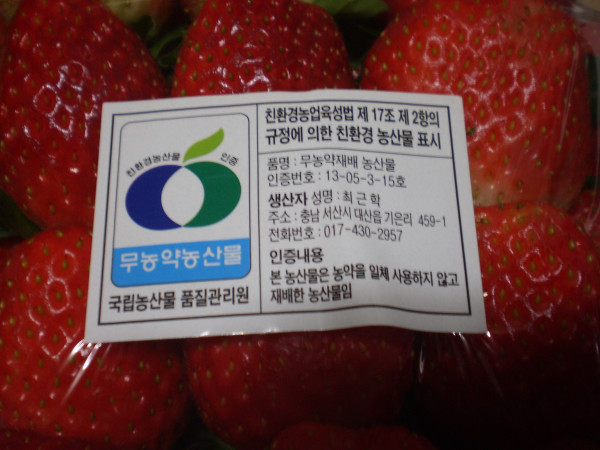 친환경농산물 인증
무농약농산물
국립농산물 품질관리원
친환경농업육성법 제 17조 제 2항의
규정에 의한 친환경 농산물 표시
품명 : 무농약재배 농산물
인증번호 : 13-05-3-15호
생산자 성명 : 최근학
주소 : 충남 서산시 대산읍 기은리 459-1
전화번호 : 017-430-2957
인증내용
본 농산물은 농약을 일체 사용하지 않고
재배한 농산물임